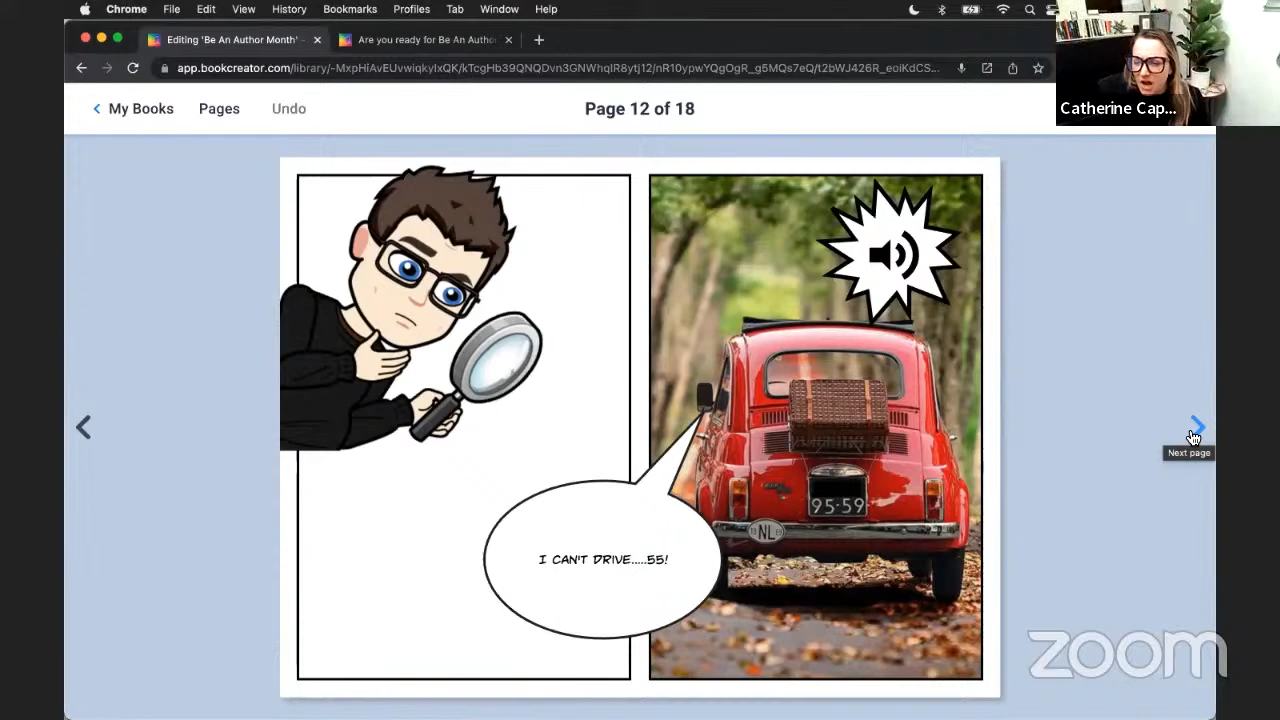 Chrome File Edit View History Bookmarks Profiles Tab Window Help
Editing 'Be An Author Month' -
Are you ready for Be An Autho
Catherine Cap...
My Books Pages Undo Page 12 of 18
Next page
95-59
NL
I CAN'T DRIVE.....55!
zoom